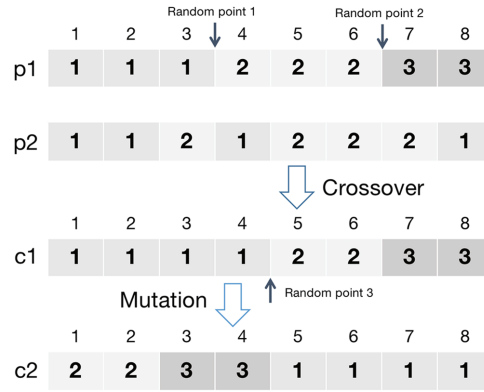 Random point 1 Random point 2
1 2 3 4 5 6 7 8
p1 1 1 1 2 2 2 3 3
p2 1 1 2 1 2 2 2 1
Crossover
1 2 3 4 5 6 7 8
c1 1 1 1 1 2 2 3 3
Mutation Random point 3
1 2 3 4 5 6 7 8
c2 2 2 3 3 1 1 1 1